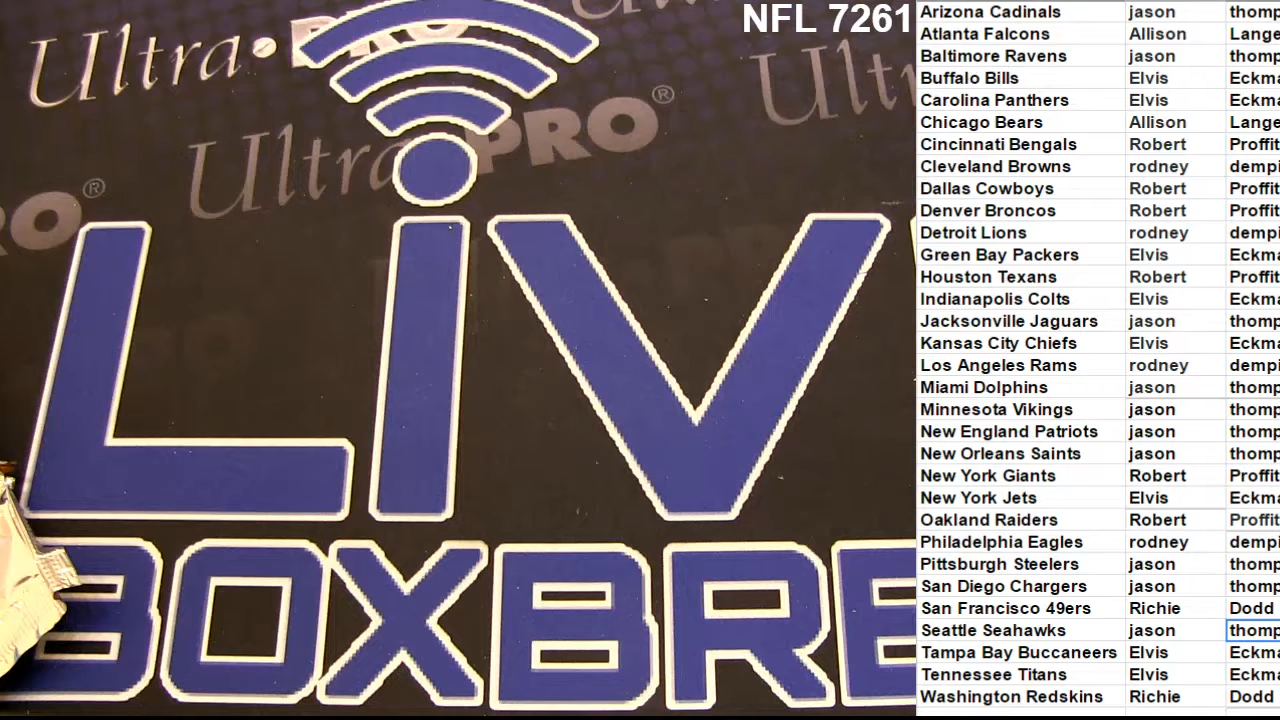 NFL 7261
Ultra PRO
Ultra PRO®
Ultra
RO®
LiV
BOXBRE
Arizona Cadinals jason thomp
Atlanta Falcons Allison Lange
Baltimore Ravens jason thomp
Buffalo Bills Elvis Eckma
Carolina Panthers Elvis Eckma
Chicago Bears Allison Lange
Cincinnati Bengals Robert Proffit
Cleveland Browns rodney dempi
Dallas Cowboys Robert Proffit
Denver Broncos Robert Proffit
Detroit Lions rodney dempi
Green Bay Packers Elvis Eckma
Houston Texans Robert Proffit
Indianapolis Colts Elvis Eckma
Jacksonville Jaguars jason thomp
Kansas City Chiefs Elvis Eckma
Los Angeles Rams rodney dempi
Miami Dolphins jason thomp
Minnesota Vikings jason thomp
New England Patriots jason thomp
New Orleans Saints jason thomp
New York Giants Robert Proffit
New York Jets Elvis Eckma
Oakland Raiders Robert Proffit
Philadelphia Eagles rodney dempi
Pittsburgh Steelers jason thomp
San Diego Chargers jason thomp
San Francisco 49ers Richie Dodd
Seattle Seahawks jason thomp
Tampa Bay Buccaneers Elvis Eckma
Tennessee Titans Elvis Eckma
Washington Redskins Richie Dodd